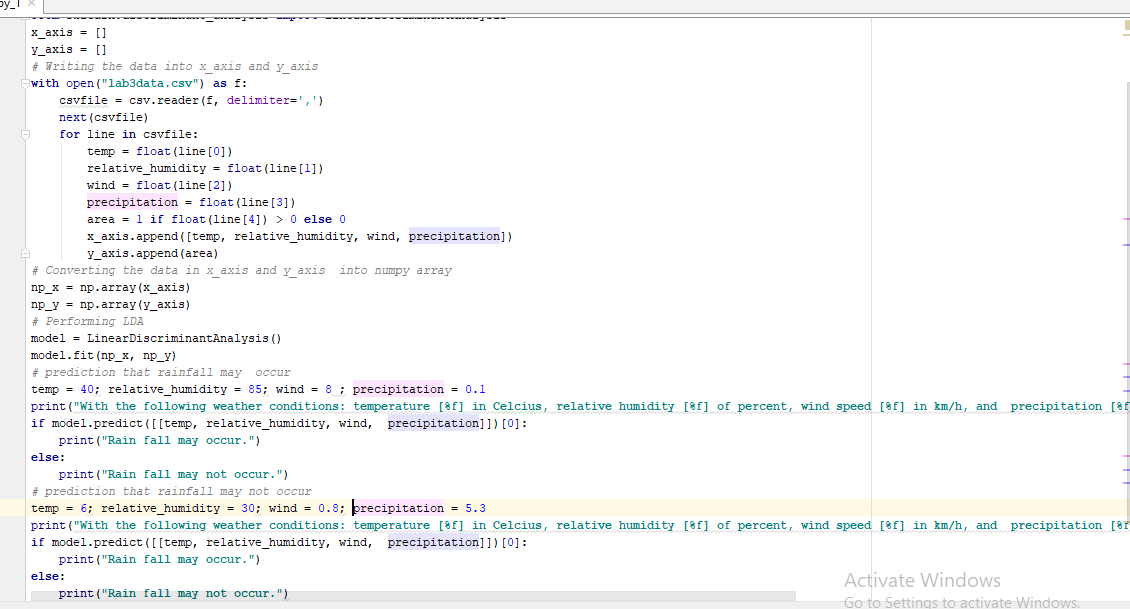 py_1 ×
x_axis = []
y_axis = []
# Writing the data into x_axis and y_axis
with open("lab3data.csv") as f:
    csvfile = csv.reader(f, delimiter=',')
    next(csvfile)
    for line in csvfile:
        temp = float(line[0])
        relative_humidity = float(line[1])
        wind = float(line[2])
        precipitation = float(line[3])
        area = 1 if float(line[4]) > 0 else 0
        x_axis.append([temp, relative_humidity, wind, precipitation])
        y_axis.append(area)
# Converting the data in x_axis and y_axis  into numpy array
np_x = np.array(x_axis)
np_y = np.array(y_axis)
# Performing LDA
model = LinearDiscriminantAnalysis()
model.fit(np_x, np_y)
# prediction that rainfall may  occur
temp = 40; relative_humidity = 85; wind = 8 ; precipitation = 0.1
print("With the following weather conditions: temperature [%f] in Celcius, relative humidity [%f] of percent, wind speed [%f] in km/h, and  precipitation [%f
if model.predict([[temp, relative_humidity, wind,  precipitation]])[0]:
    print("Rain fall may occur.")
else:
    print("Rain fall may not occur.")
# prediction that rainfall may not occur
temp = 6; relative_humidity = 30; wind = 0.8; precipitation = 5.3
print("With the following weather conditions: temperature [%f] in Celcius, relative humidity [%f] of percent, wind speed [%f] in km/h, and  precipitation [%f
if model.predict([[temp, relative_humidity, wind,  precipitation]])[0]:
    print("Rain fall may occur.")
else:
    print("Rain fall may not occur.")
Activate Windows
Go to Settings to activate Windows.